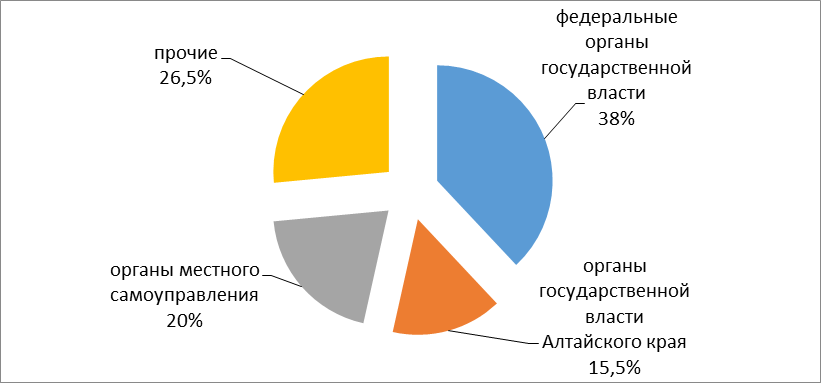 федеральные
органы
государственной
власти
38%
прочие
26,5%
органы местного
самоуправления
20%
органы
государственной
власти
Алтайского края
15,5%